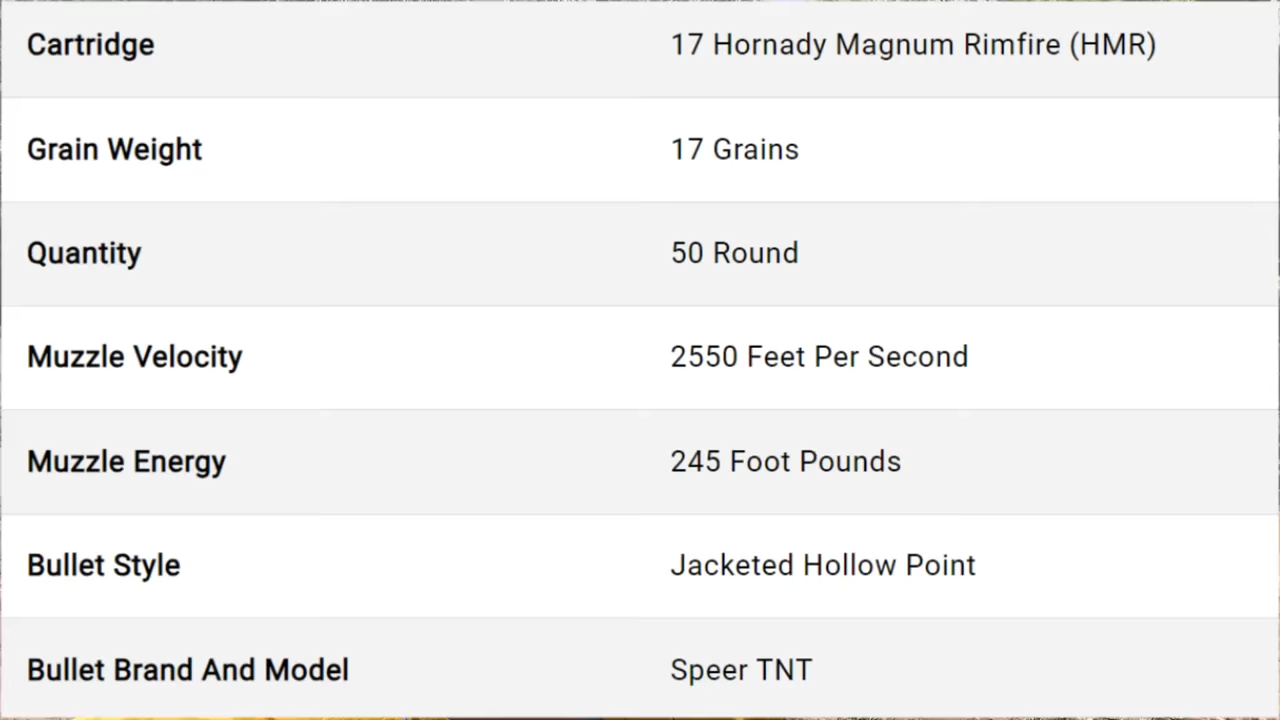 Cartridge 17 Hornady Magnum Rimfire (HMR)
Grain Weight 17 Grains
Quantity 50 Round
Muzzle Velocity 2550 Feet Per Second
Muzzle Energy 245 Foot Pounds
Bullet Style Jacketed Hollow Point
Bullet Brand And Model Speer TNT